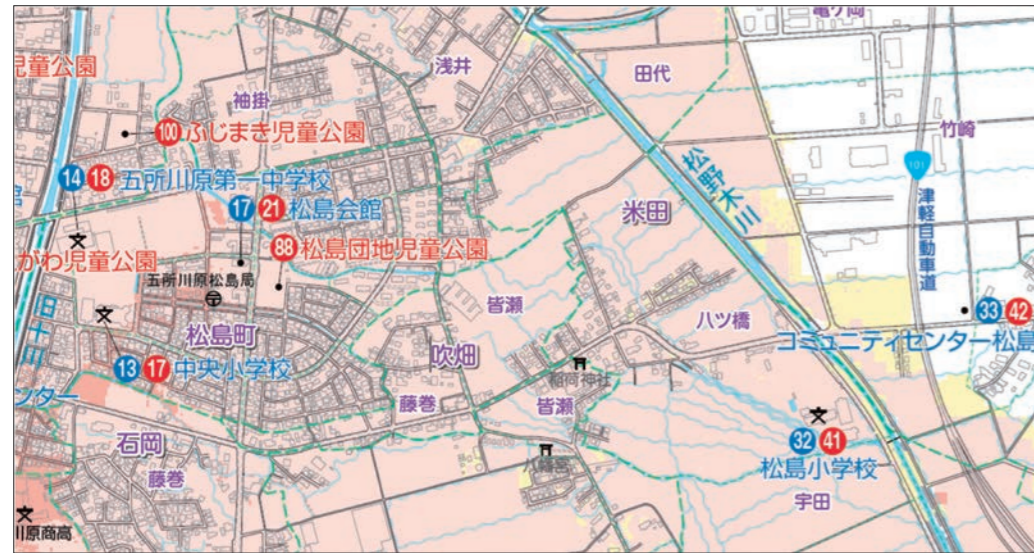 亀ケ岡
浅井
田代
児童公園
袖掛
100 ふじまき児童公園
竹崎
101
松野木川
14 18 五所川原第一中学校
館
17 21 松島会館
米田
津軽自動車道
88 松島団地児童公園
がわ児童公園
五所川原松島局
皆瀬
33 42
八ツ橋
コミュニティセンター松島
旧十三
松島町
吹畑
13 17 中央小学校
稲荷神社
ンター
藤巻
皆瀬
石岡
32 41
松島小学校
八幡宮
藤巻
宇田
川原商高